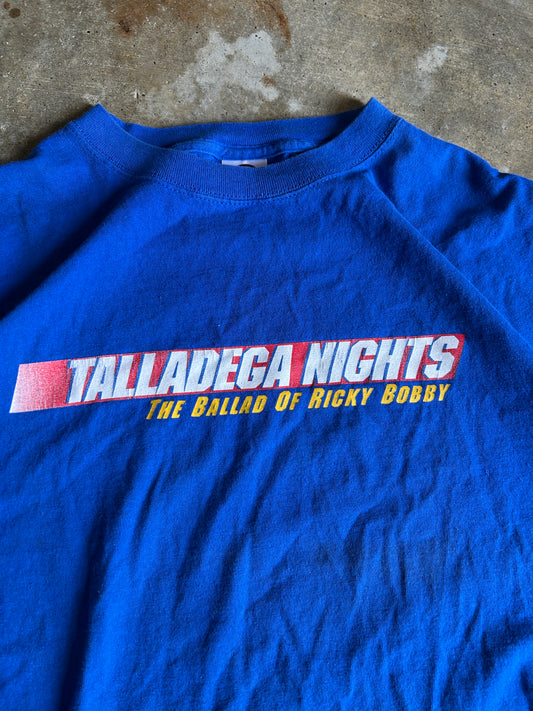 TALLADEGA NIGHTS
THE BALLAD OF RICKY BOBBY